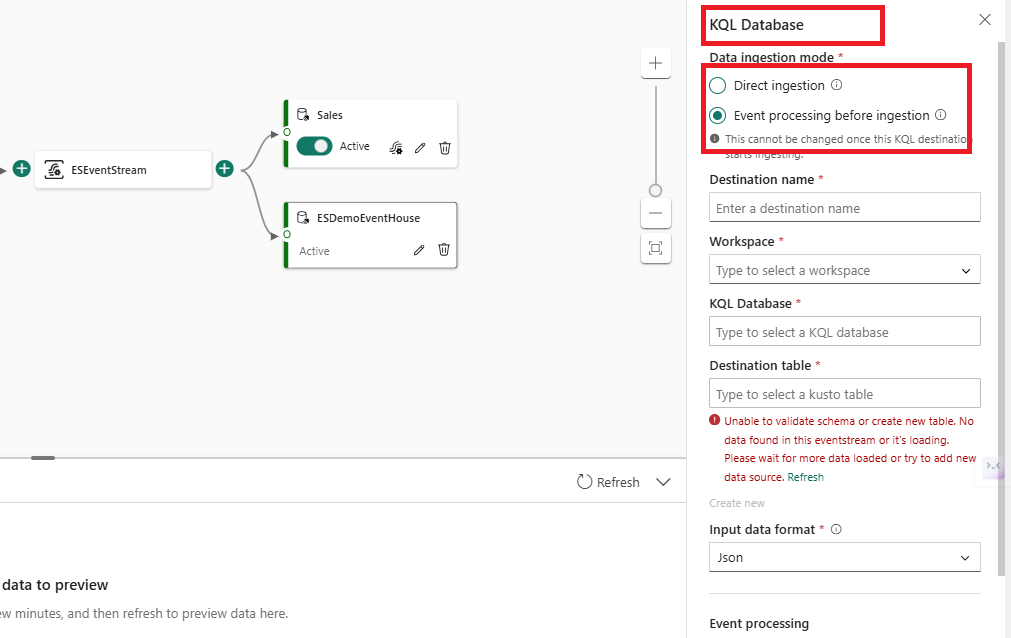 ESEventStream
Sales
Active
ESDemoEventHouse
Active
Refresh
data to preview
minutes, and then refresh to preview data here.
KQL Database
Data ingestion mode *
Direct ingestion
Event processing before ingestion
This cannot be changed once this KQL destination
starts ingesting.
Destination name *
Enter a destination name
Workspace *
Type to select a workspace
KQL Database *
Type to select a KQL database
Destination table *
Type to select a kusto table
Unable to validate schema or create new table. No
data found in this eventstream or it's loading.
Please wait for more data loaded or try to add new
data source. Refresh
Create new
Input data format *
Json
Event processing